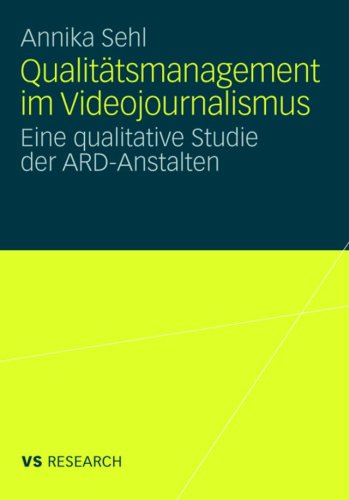 Annika Sehl
Qualitätsmanagement
im Videojournalismus
Eine qualitative Studie
der ARD-Anstalten
VS RESEARCH